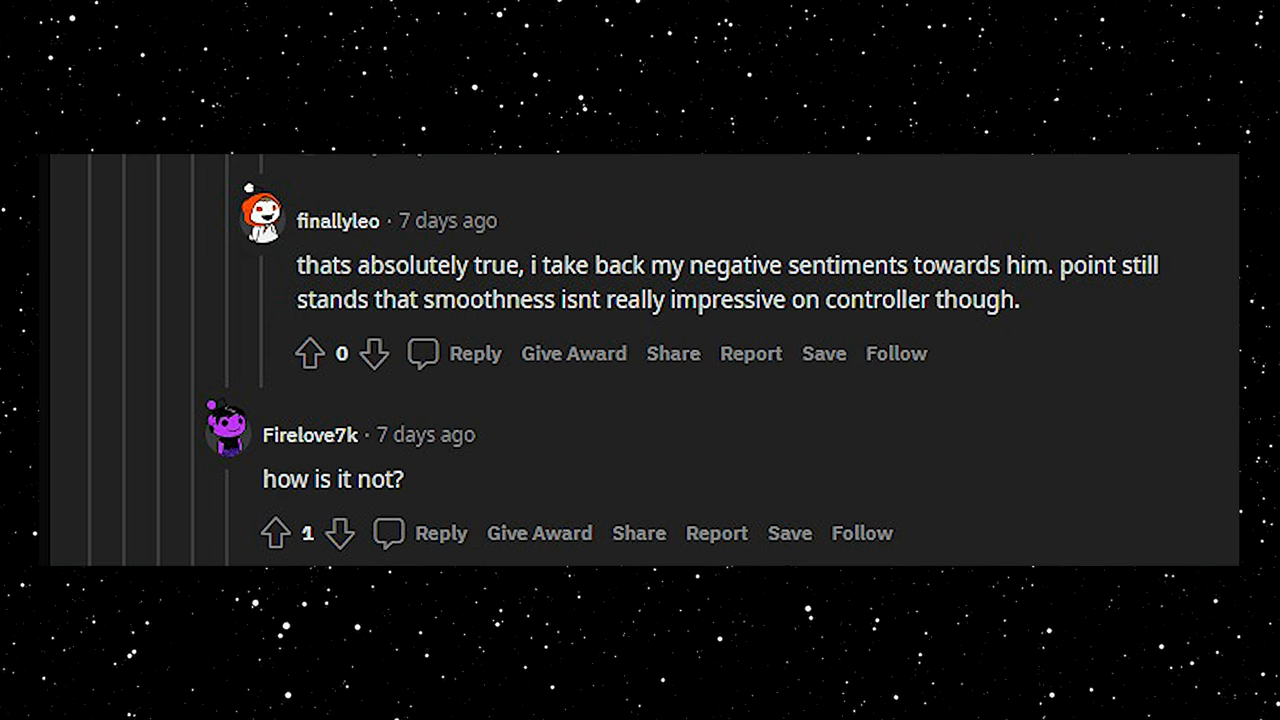 finallyleo · 7 days ago
thats absolutely true, i take back my negative sentiments towards him. point still
stands that smoothness isnt really impressive on controller though.
0 Reply Give Award Share Report Save Follow
Firelove7k · 7 days ago
how is it not?
1 Reply Give Award Share Report Save Follow